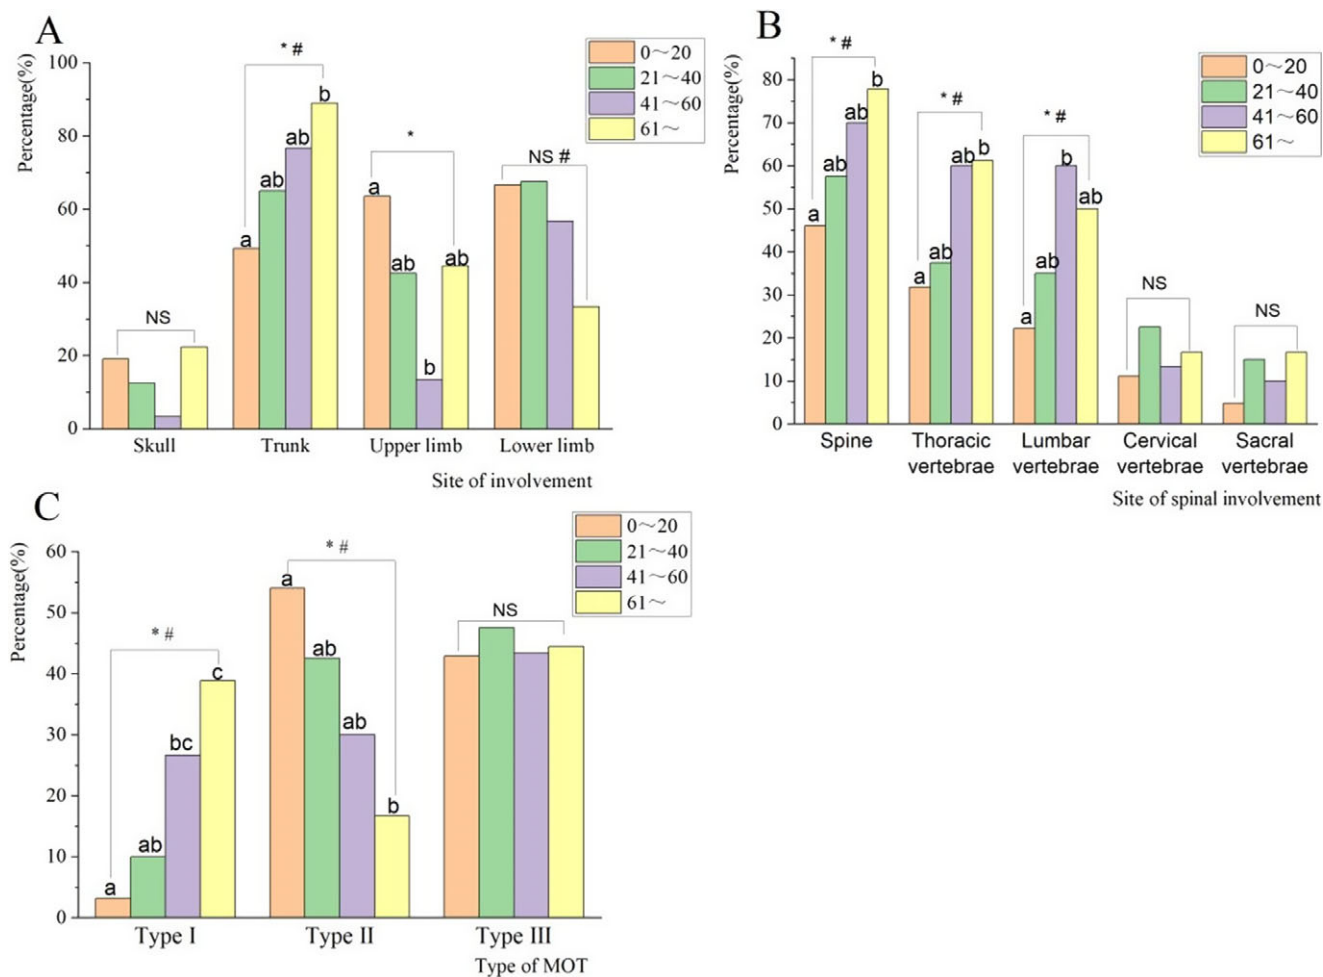 A
Percentage(%)
0～20
21～40
41～60
61～
100
80
60
40
20
0
NS
* #
a
ab
ab
b
*
a
ab
b
ab
NS #
Skull
Trunk
Upper limb
Lower limb
Site of involvement
B
Percentage(%)
0～20
21～40
41～60
61～
80
70
60
50
40
30
20
10
0
* #
a
ab
ab
b
* #
a
ab
ab
b
* #
a
ab
b
ab
NS
NS
Spine
Thoracic
vertebrae
Lumbar
vertebrae
Cervical
vertebrae
Sacral
vertebrae
Site of spinal involvement
C
Percentage(%)
0～20
21～40
41～60
61～
60
50
40
30
20
10
0
* #
a
ab
bc
c
* #
a
ab
ab
b
NS
Type I
Type II
Type III
Type of MOT